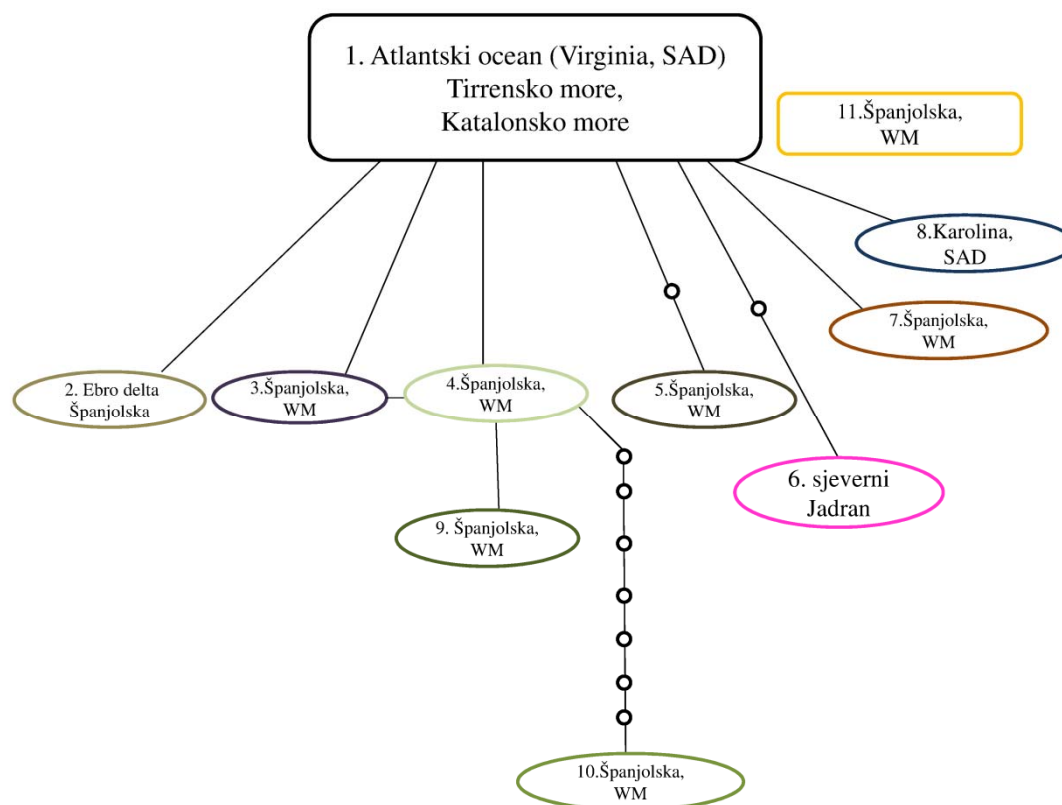 1. Atlantski ocean (Virginia, SAD)
Tirrensko more,
Katalonsko more
11.Španjolska,
WM
8.Karolina,
SAD
7.Španjolska,
WM
2. Ebro delta
Španjolska
3.Španjolska,
WM
4.Španjolska,
WM
5.Španjolska,
WM
6. sjeverni
Jadran
9. Španjolska,
WM
10.Španjolska,
WM